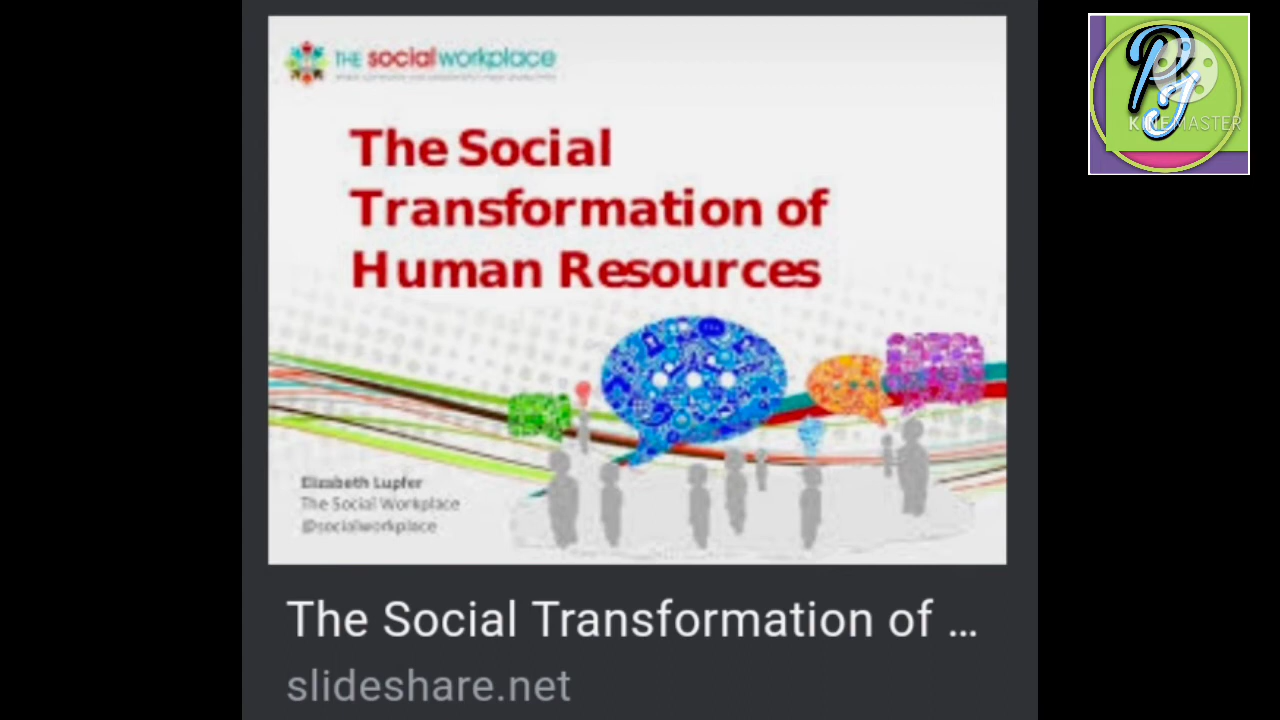 THE socialworkplace
The Social
Transformation of
Human Resources
Elizabeth Lupfer
The Social Workplace
@socialworkplace
The Social Transformation of ...
slideshare.net
PJ
KINEMASTER